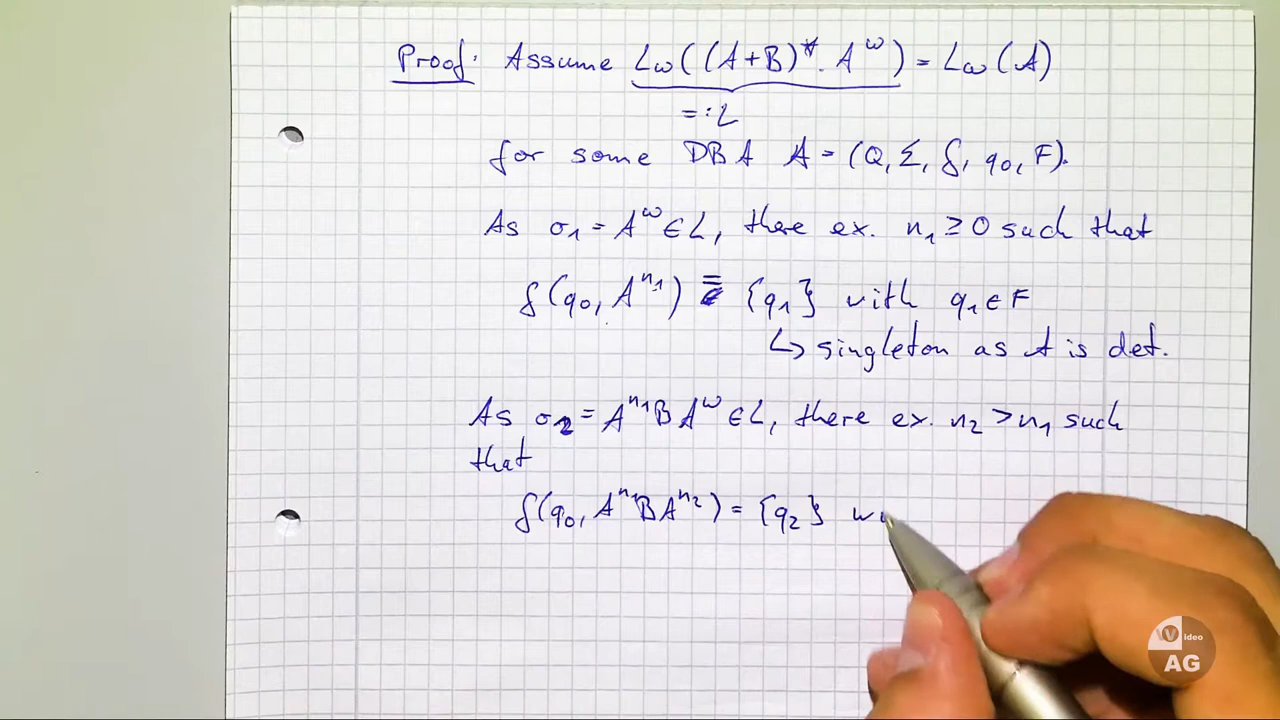 Proof: Assume Lω((A+B)*. A^ω) = Lω(A)
=: L
for some DBA A = (Q, Σ, δ, q0, F).
As σ1 = A^ω ∈ L, there ex. n1 ≥ 0 such that
δ(q0, A^n1) = {q1} with q1 ∈ F
↳ singleton as A is det.
As σ2 = A^n1 B A^ω ∈ L, there ex. n2 > n1 such
that
δ(q0, A^n1 B A^n2) = {q2} w
Video
AG